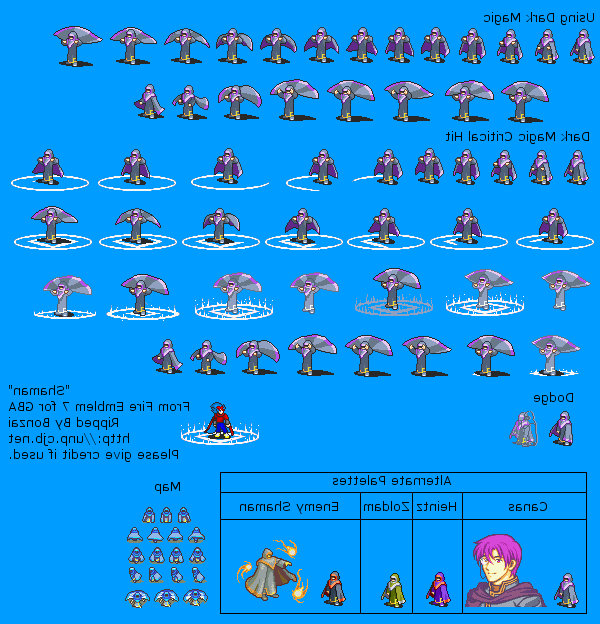 Using Dark Magic
Dark Magic Critical Hit
Dodge
"Shaman"
From Fire Emblem 7 for GBA
Ripped By Bonzai
http://unp.cjb.net
Please give credit if used.
Map
Alternate Palettes
Canas
Heintz
Zoldam
Enemy Shaman